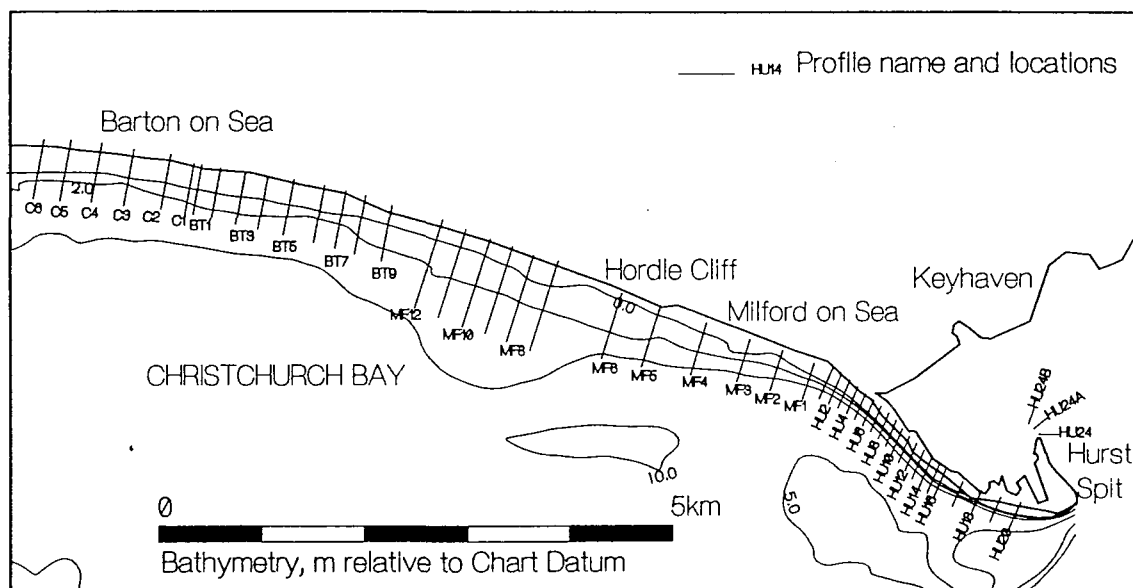 HU14 Profile name and locations
Barton on Sea
2.0
C6
C5
C4
C3
C2
C1
BT1
BT3
BT5
BT7
BT9
MF12
MF10
MF8
Hordle Cliff
0.0
Milford on Sea
Keyhaven
CHRISTCHURCH BAY
MF6
MF5
MF4
MF3
MF2
MF1
HU2
HU4
HU6
HU8
HU10
HU12
HU14
HU16
HU18
HU20
HU24B
HU24A
HU24
Hurst
Spit
10.0
5.0
0 5km
Bathymetry, m relative to Chart Datum